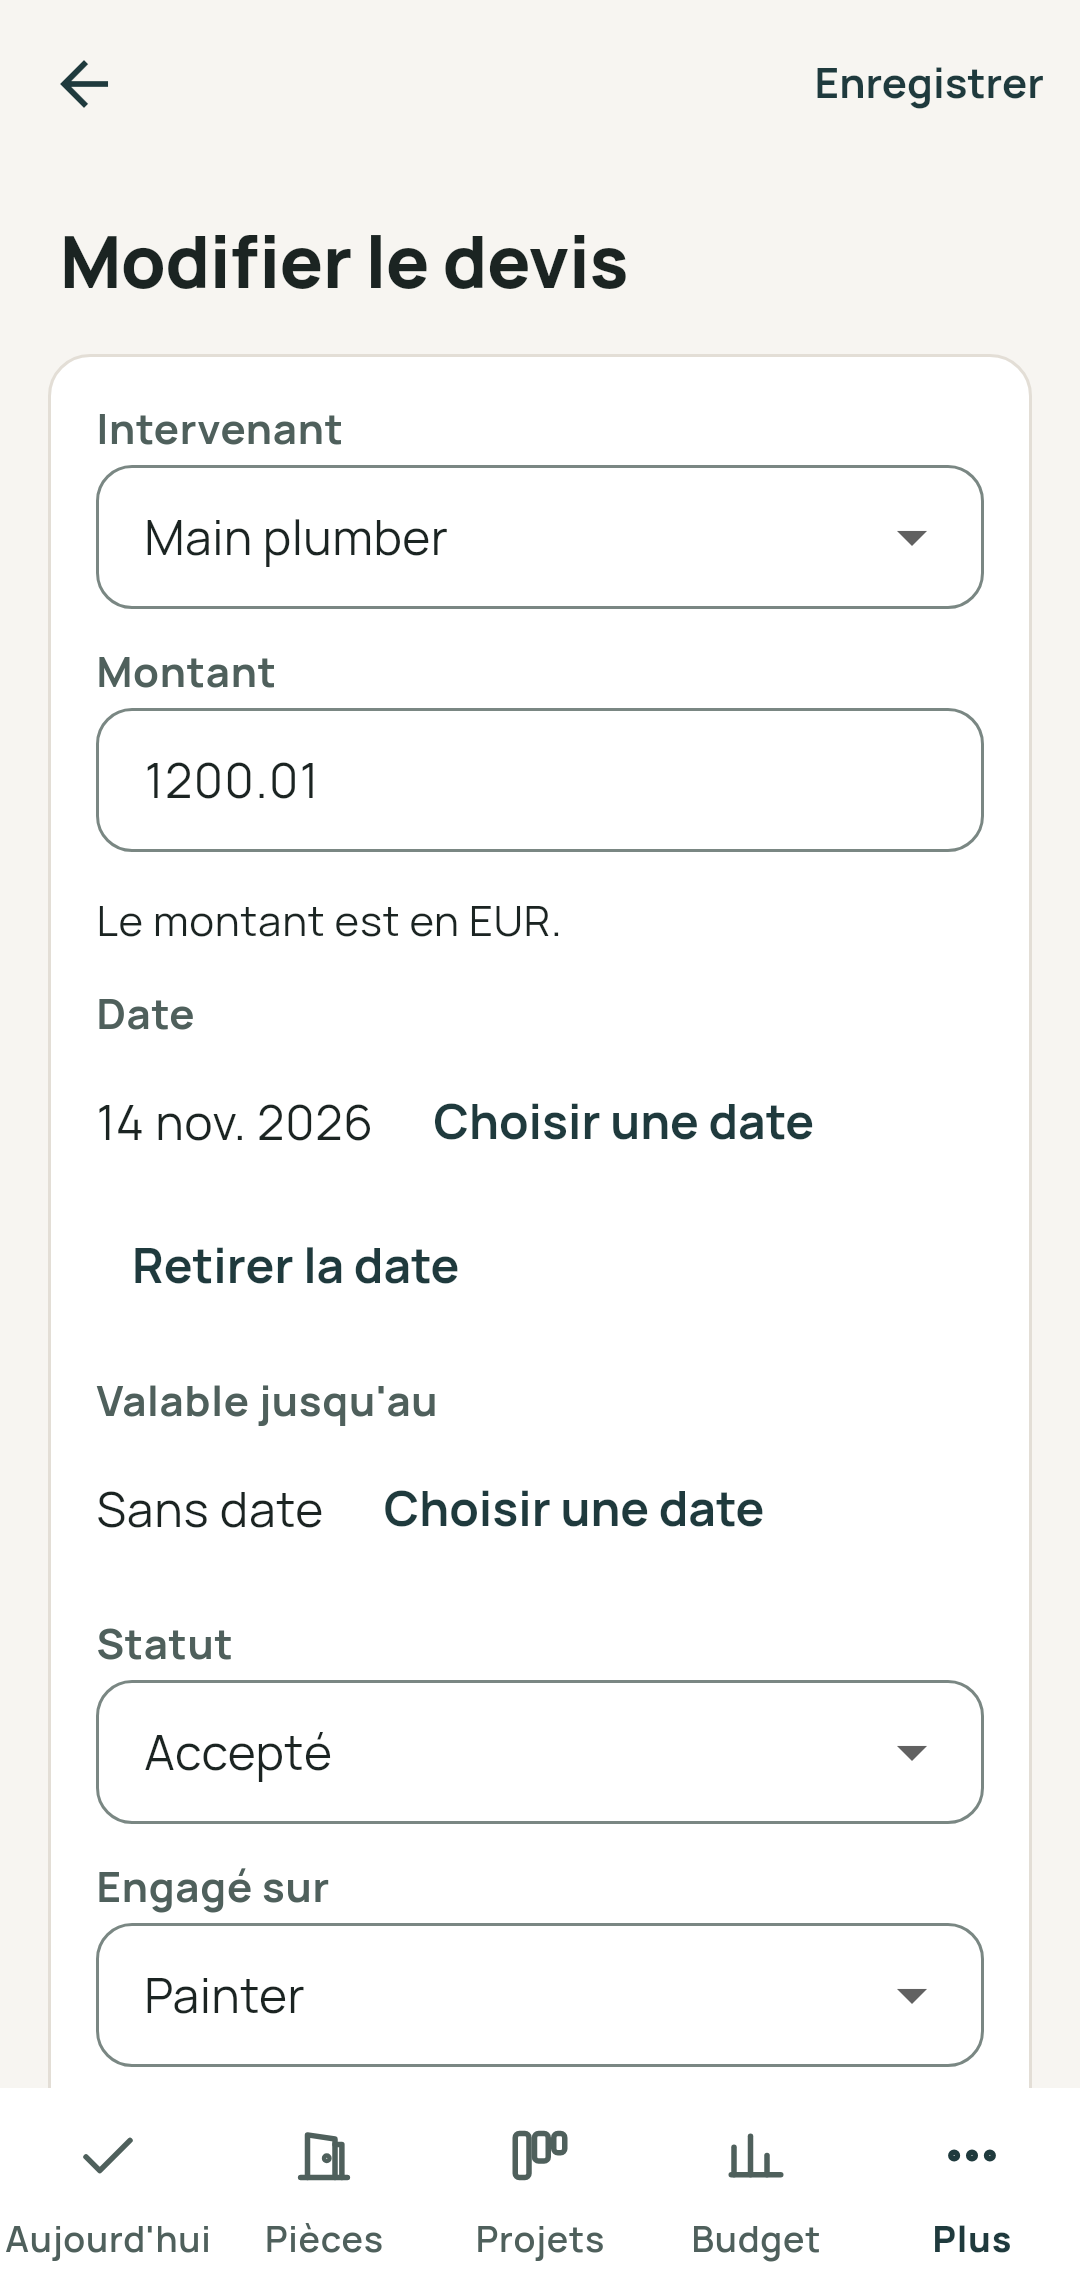 Enregistrer
Modifier le devis
Intervenant
Main plumber
Montant
1200.01
Le montant est en EUR.
Date
14 nov. 2026 Choisir une date
Retirer la date
Valable jusqu'au
Sans date Choisir une date
Statut
Accepté
Engagé sur
Painter
Aujourd'hui Pièces Projets Budget Plus